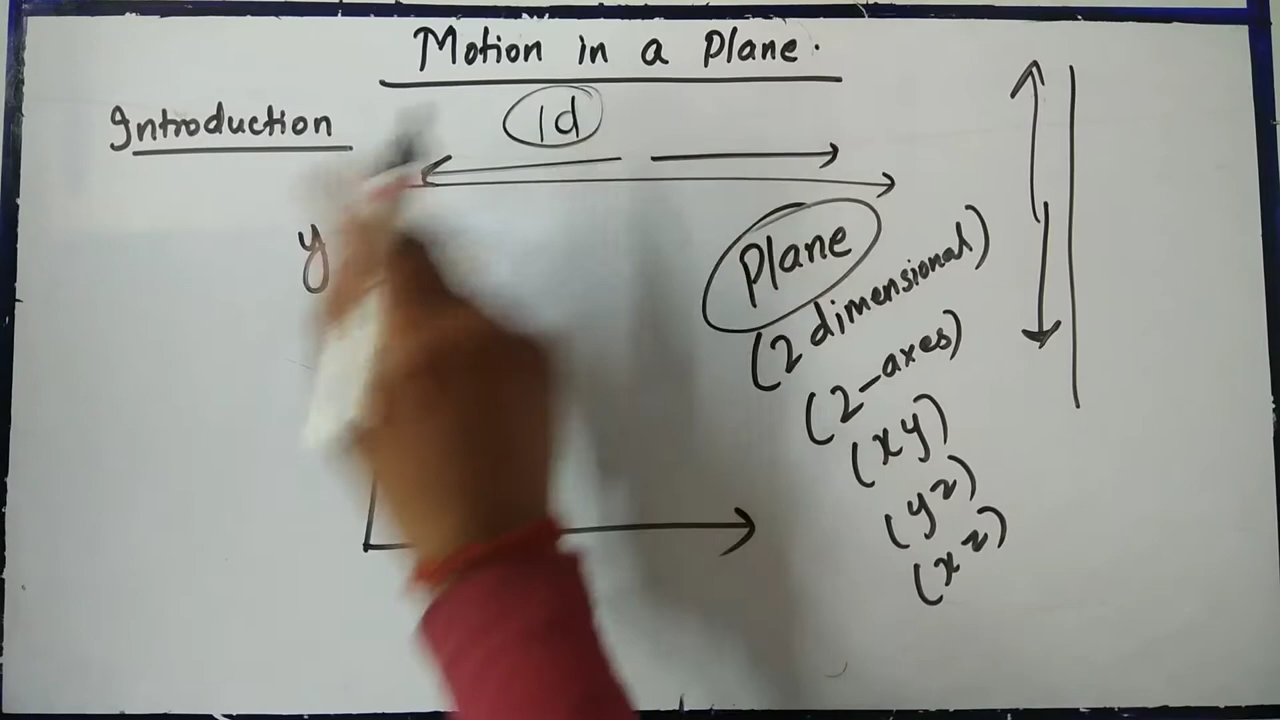 Motion in a Plane.
Introduction
1d
y
Plane
(2 dimensional)
(2-axes)
(xy)
(yz)
(xz)